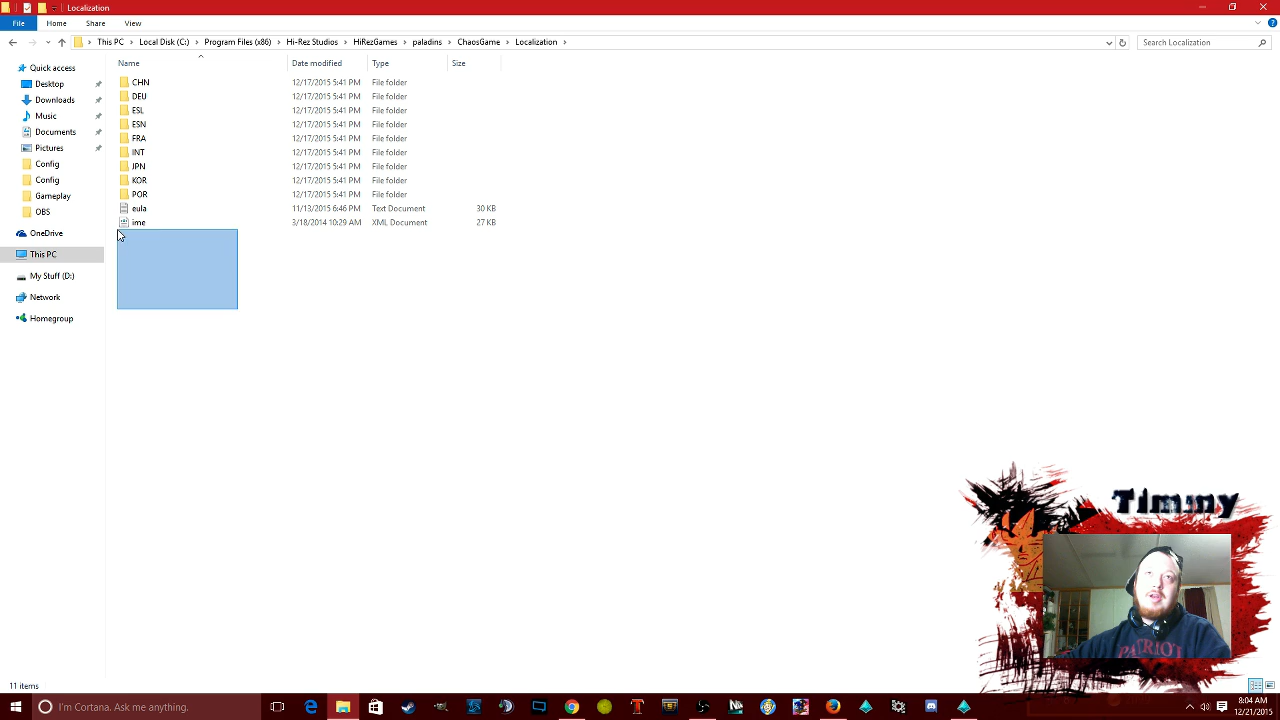 Localization
File Home Share View
This PC > Local Disk (C:) > Program Files (x86) > Hi-Rez Studios > HiRezGames > paladins > ChaosGame > Localization >
Search Localization
Name Date modified Type Size
Quick access
Desktop
Downloads
Music
Documents
Pictures
Config
Config
Gameplay
OBS
OneDrive
This PC
My Stuff (D:)
Network
Homegroup
CHN 12/17/2015 5:41 PM File folder
DEU 12/17/2015 5:41 PM File folder
ESL 12/17/2015 5:41 PM File folder
ESN 12/17/2015 5:41 PM File folder
FRA 12/17/2015 5:41 PM File folder
INT 12/17/2015 5:41 PM File folder
JPN 12/17/2015 5:41 PM File folder
KOR 12/17/2015 5:41 PM File folder
POR 12/17/2015 5:41 PM File folder
eula 11/13/2015 6:46 PM Text Document 30 KB
ime 3/18/2014 10:29 AM XML Document 27 KB
Timmy
PATRIOT
11 items
I'm Cortana. Ask me anything.
8:04 AM
12/21/2015